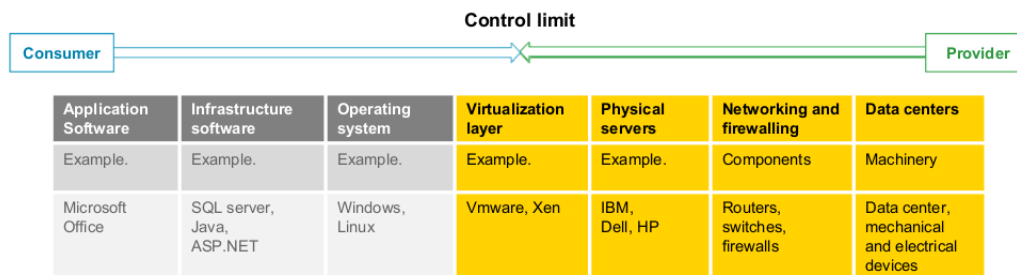 Control limit
Consumer
Provider
Application
Software
Infrastructure
software
Operating
system
Virtualization
layer
Physical
servers
Networking and
firewalling
Data centers
Example.
Example.
Example.
Example.
Example.
Components
Machinery
Microsoft
Office
SQL server,
Java,
ASP.NET
Windows,
Linux
Vmware, Xen
IBM,
Dell, HP
Routers,
switches,
firewalls
Data center,
mechanical
and electrical
devices